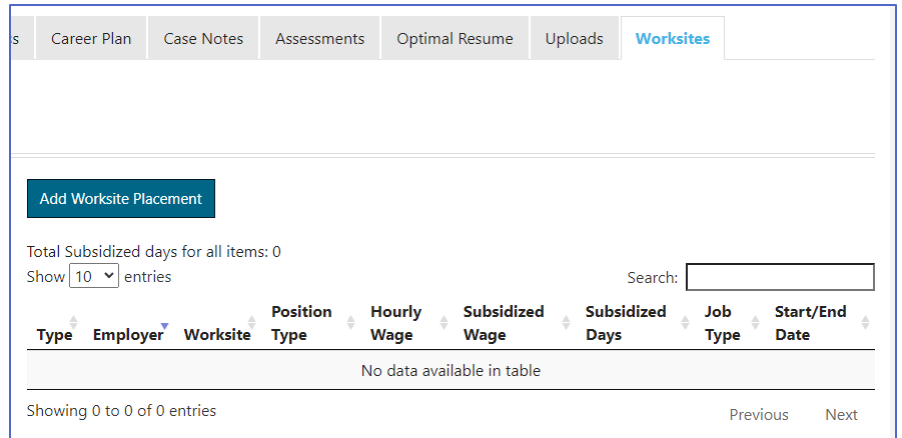 s Career Plan Case Notes Assessments Optimal Resume Uploads Worksites
Add Worksite Placement
Total Subsidized days for all items: 0
Show 10 entries Search:
Type Employer Worksite Position Type Hourly Wage Subsidized Wage Subsidized Days Job Type Start/End Date
No data available in table
Showing 0 to 0 of 0 entries Previous Next